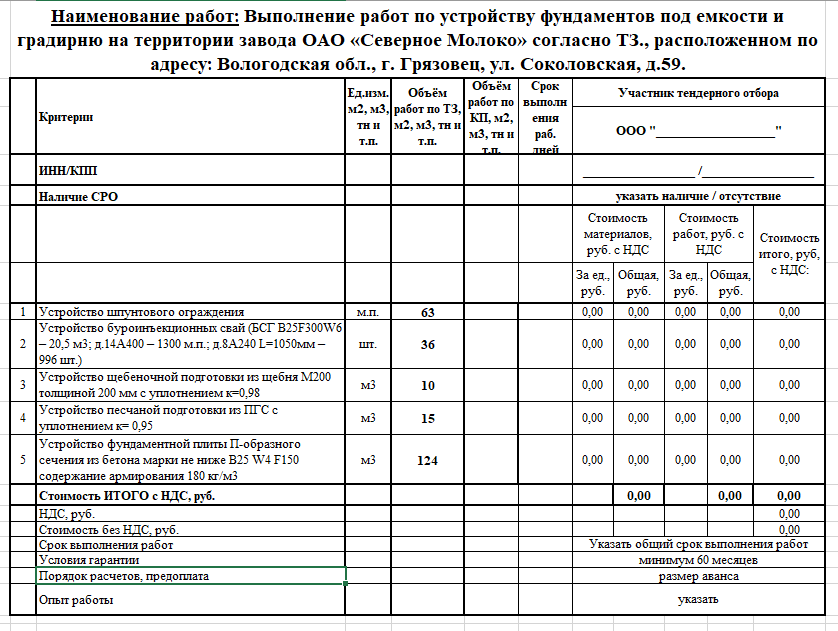 Наименование работ: Выполнение работ по устройству фундаментов под емкости и
градирню на территории завода ОАО «Северное Молоко» согласно ТЗ., расположенном по
адресу: Вологодская обл., г. Грязовец, ул. Соколовская, д.59.
Критерии
Ед.изм.
м2, м3,
тн и
т.п.
Объём
работ по ТЗ,
м2, м3, тн и
т.п.
Объём
работ по
КП, м2,
м3, тн и
т.п.
Срок
выполн
ения
раб.
дней
Участник тендерного отбора
ООО "___________________"
ИНН/КПП
__________________ /__________________
Наличие СРО
указать наличие / отсутствие
Стоимость
материалов,
руб. с НДС
Стоимость
работ, руб. с
НДС
Стоимость
итого, руб,
с НДС:
За ед.,
руб.
Общая,
руб.
За ед.,
руб.
Общая,
руб.
1 Устройство шпунтового ограждения м.п. 63 0,00 0,00 0,00 0,00 0,00
Устройство буроинъекционных свай (БСГ В25F300W6
2 – 20,5 м3; д.14А400 – 1300 м.п.; д.8А240 L=1050мм – шт. 36 0,00 0,00 0,00 0,00 0,00
996 шт.)
3 Устройство щебеночной подготовки из щебня М200 м3 10 0,00 0,00 0,00 0,00 0,00
толщиной 200 мм с уплотнением к=0,98
4 Устройство песчаной подготовки из ПГС с м3 15 0,00 0,00 0,00 0,00 0,00
уплотнением к= 0,95
Устройство фундаментной плиты П-образного
5 сечения из бетона марки не ниже В25 W4 F150 м3 124 0,00 0,00 0,00 0,00 0,00
содержание армирования 180 кг/м3
Стоимость ИТОГО с НДС, руб. 0,00 0,00 0,00
НДС, руб. 0,00
Стоимость без НДС, руб. 0,00
Срок выполнения работ Указать общий срок выполнения работ
Условия гарантии минимум 60 месяцев
Порядок расчетов, предоплата размер аванса
Опыт работы указать